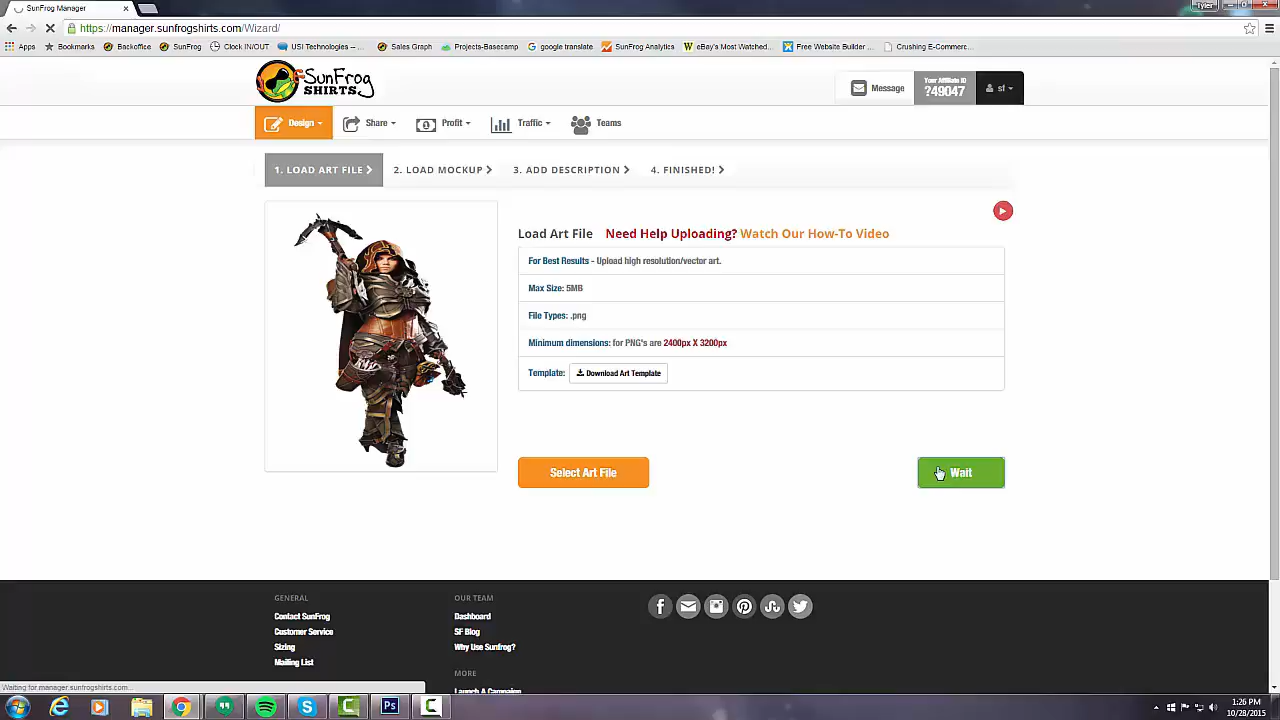 SunFrog Manager
Tyler
https://manager.sunfrogshirts.com/Wizard/
Apps Bookmarks Backoffice SunFrog Clock IN/OUT USI Technologies - ... Sales Graph Projects-Basecamp google translate SunFrog Analytics eBay's Most Watched... Free Website Builder ... Crushing E-Commerc...
SunFrog
SHIRTS
Message
Your Affiliate ID
?49047
sf
Design Share Profit Traffic Teams
1. LOAD ART FILE 2. LOAD MOCKUP 3. ADD DESCRIPTION 4. FINISHED!
Load Art File Need Help Uploading? Watch Our How-To Video
For Best Results - Upload high resolution/vector art.
Max Size: 5MB
File Types: .png
Minimum dimensions: for PNG's are 2400px X 3200px
Template: Download Art Template
Select Art File
Wait
GENERAL
Contact SunFrog
Customer Service
Sizing
Mailing List
OUR TEAM
Dashboard
SF Blog
Why Use Sunfrog?
MORE
Launch A Campaign
Waiting for manager.sunfrogshirts.com...
1:26 PM
10/28/2015